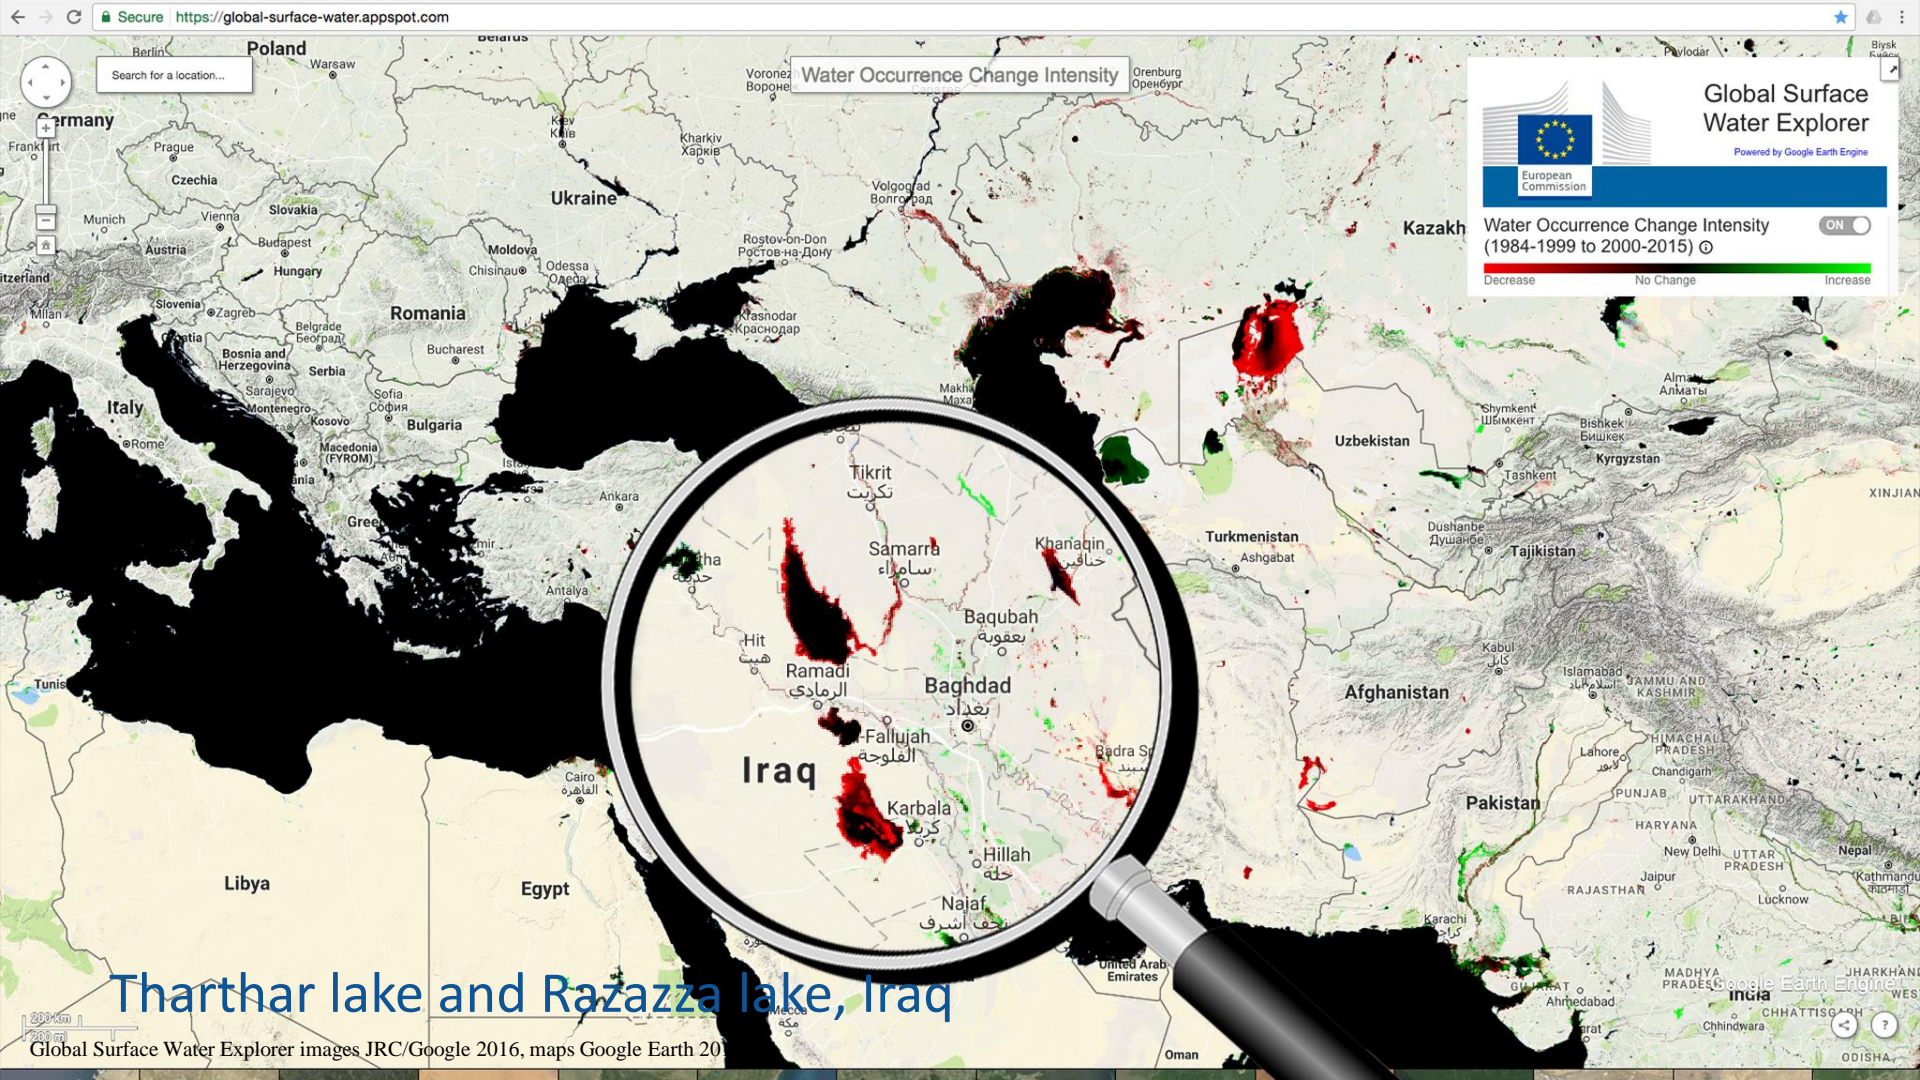 Secure https://global-surface-water.appspot.com
Search for a location...
Water Occurrence Change Intensity
Global Surface
Water Explorer
Powered by Google Earth Engine
European
Commission
Water Occurrence Change Intensity
(1984-1999 to 2000-2015)
ON
Decrease
No Change
Increase
Berlin
Poland
Warsaw
Belarus
Germany
Frankfurt
Prague
Czechia
Kharkiv
Харків
Ukraine
Volgograd
Волгоград
Orenburg
Оренбург
Pavlodar
Biysk
Munich
Vienna
Slovakia
Austria
Budapest
Hungary
Moldova
Chisinau
Odessa
Одеса
Rostov-on-Don
Ростов-на-Дону
Slovenia
Zagreb
Milan
Romania
Belgrade
Београд
Bucharest
Krasnodar
Краснодар
Bosnia and
Herzegovina
Serbia
Sarajevo
Montenegro
Kosovo
Sofia
София
Bulgaria
Italy
Rome
Macedonia
(FYROM)
Ankara
Antalya
Tunis
Libya
Egypt
Cairo
القاهرة
Tikrit
تكريت
Samarra
سامراء
Khanaqin
خانقين
Hit
هيت
Baqubah
بعقوبة
Ramadi
الرمادي
Baghdad
بغداد
-Fallujah
الفلوجة
Iraq
Karbala
كربلاء
Hillah
حلة
Najaf
نجف اشرف
Badra
Uzbekistan
Shymkent
Шымкент
Almaty
Алматы
Bishkek
Бишкек
Kyrgyzstan
Tashkent
Turkmenistan
Ashgabat
Dushanbe
Душанбе
Tajikistan
Kabul
كابل
Islamabad
JAMMU AND
KASHMIR
Afghanistan
Pakistan
Lahore
HIMACHAL
PRADESH
Chandigarh
PUNJAB
UTTARAKHAND
HARYANA
New Delhi
UTTAR
PRADESH
Nepal
Kathmandu
Jaipur
RAJASTHAN
Lucknow
Karachi
كراچی
GUJARAT
Ahmedabad
MADHYA
PRADESH
India
JHARKHAND
CHHATTISGARH
Chhindwara
ODISHA
Google Earth Engine
United Arab
Emirates
Oman
Mecca
مكة
Tharthar lake and Razazza lake, Iraq
200 km
200 mi
Global Surface Water Explorer images JRC/Google 2016, maps Google Earth 20